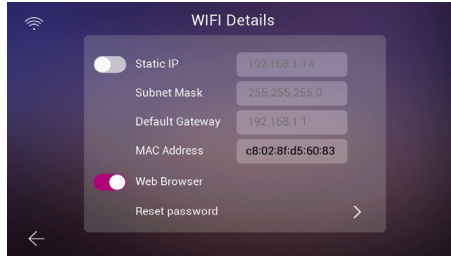 WIFI Details
Static IP 192.168.1.14
Subnet Mask 255.255.255.0
Default Gateway 192.168.1.1
MAC Address c8:02:8f:d5:60:83
Web Browser
Reset password